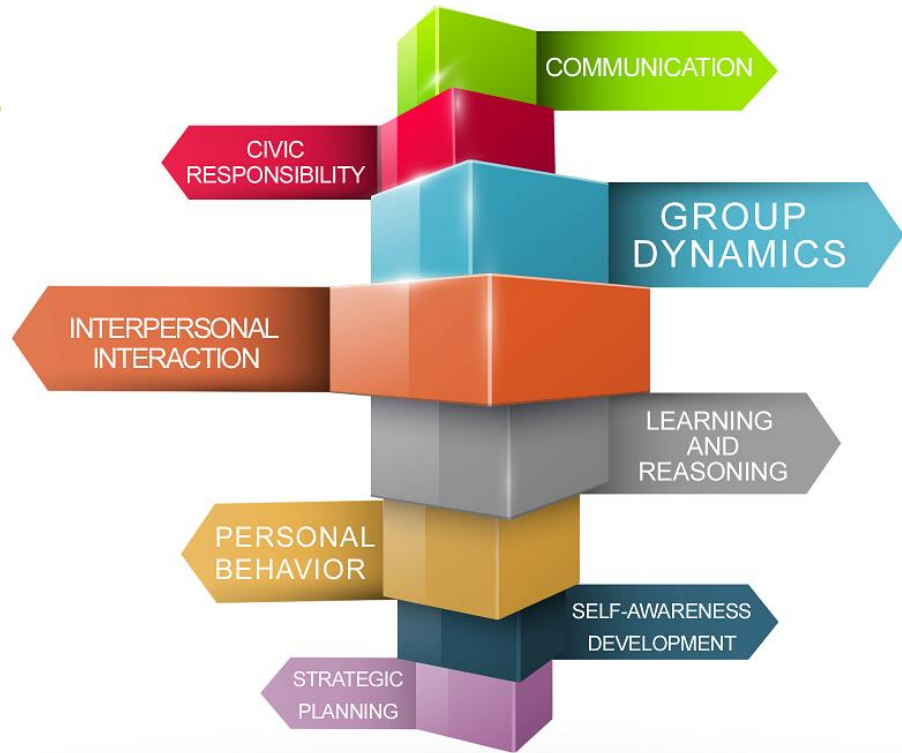 COMMUNICATION
CIVIC
RESPONSIBILITY
GROUP
DYNAMICS
INTERPERSONAL
INTERACTION
LEARNING
AND
REASONING
PERSONAL
BEHAVIOR
SELF-AWARENESS
DEVELOPMENT
STRATEGIC
PLANNING